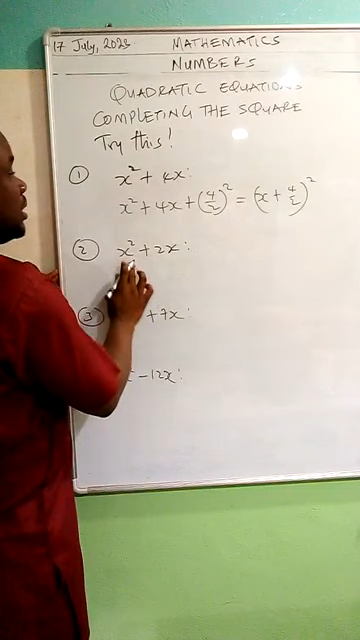 17 July, 2023 MATHEMATICS
NUMBERS
QUADRATIC EQUATIONS
COMPLETING THE SQUARE
Try this!
① x² + 4x:
x² + 4x + (4/2)² = (x + 4/2)²
② x² + 2x:
③ + 7x:
- 12x: